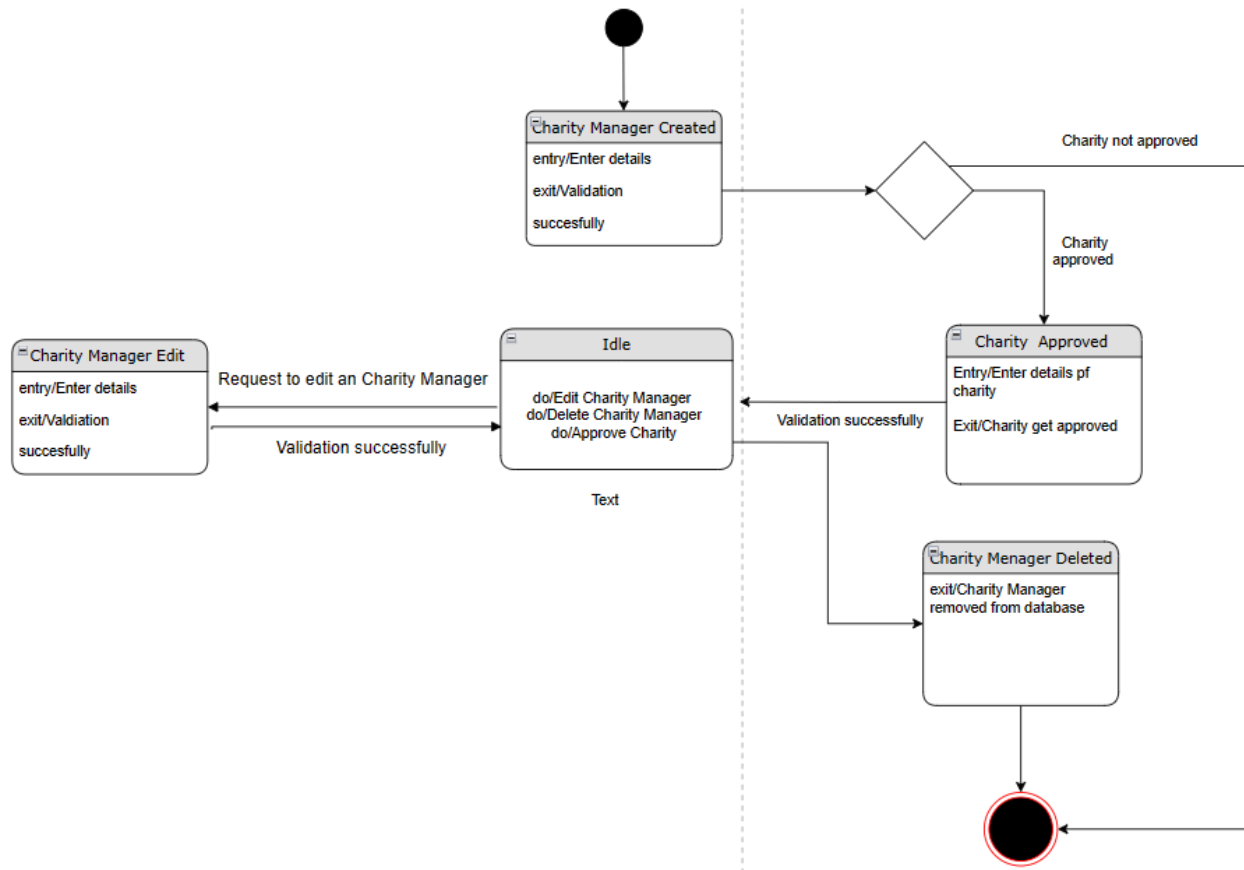 Charity Manager Created
entry/Enter details
exit/Validation
succesfully
Charity not approved
Charity
approved
Charity Manager Edit
entry/Enter details
exit/Valdiation
succesfully
Request to edit an Charity Manager
Validation successfully
Idle
do/Edit Charity Manager
do/Delete Charity Manager
do/Approve Charity
Text
Validation successfully
Charity Approved
Entry/Enter details pf
charity
Exit/Charity get approved
Charity Menager Deleted
exit/Charity Manager
removed from database